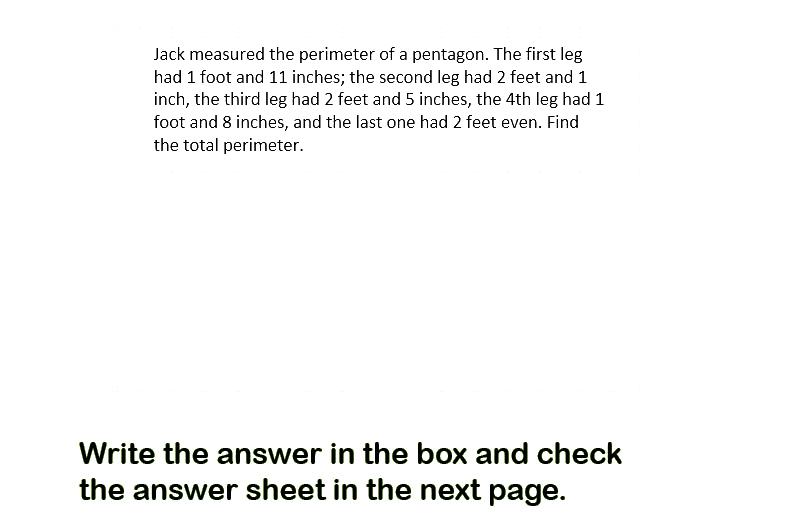 Jack measured the perimeter of a pentagon. The first leg
had 1 foot and 11 inches; the second leg had 2 feet and 1
inch, the third leg had 2 feet and 5 inches, the 4th leg had 1
foot and 8 inches, and the last one had 2 feet even. Find
the total perimeter.
Write the answer in the box and check
the answer sheet in the next page.